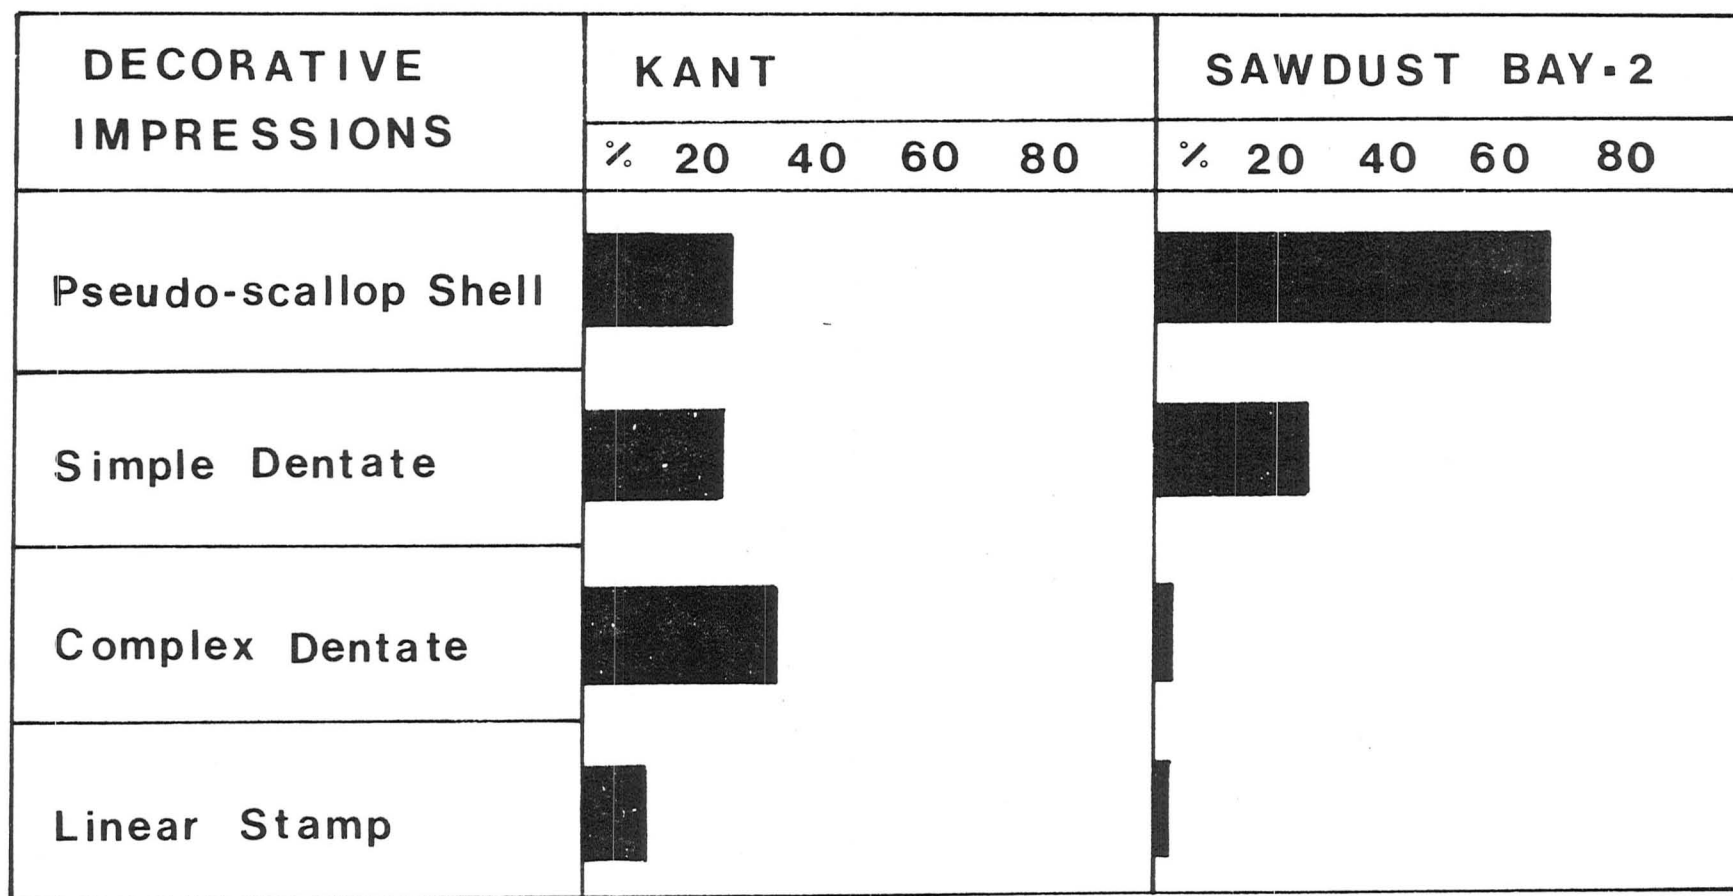 DECORATIVE
IMPRESSIONS
KANT
SAWDUST BAY-2
% 20 40 60 80
% 20 40 60 80
Pseudo-scallop Shell
Simple Dentate
Complex Dentate
Linear Stamp